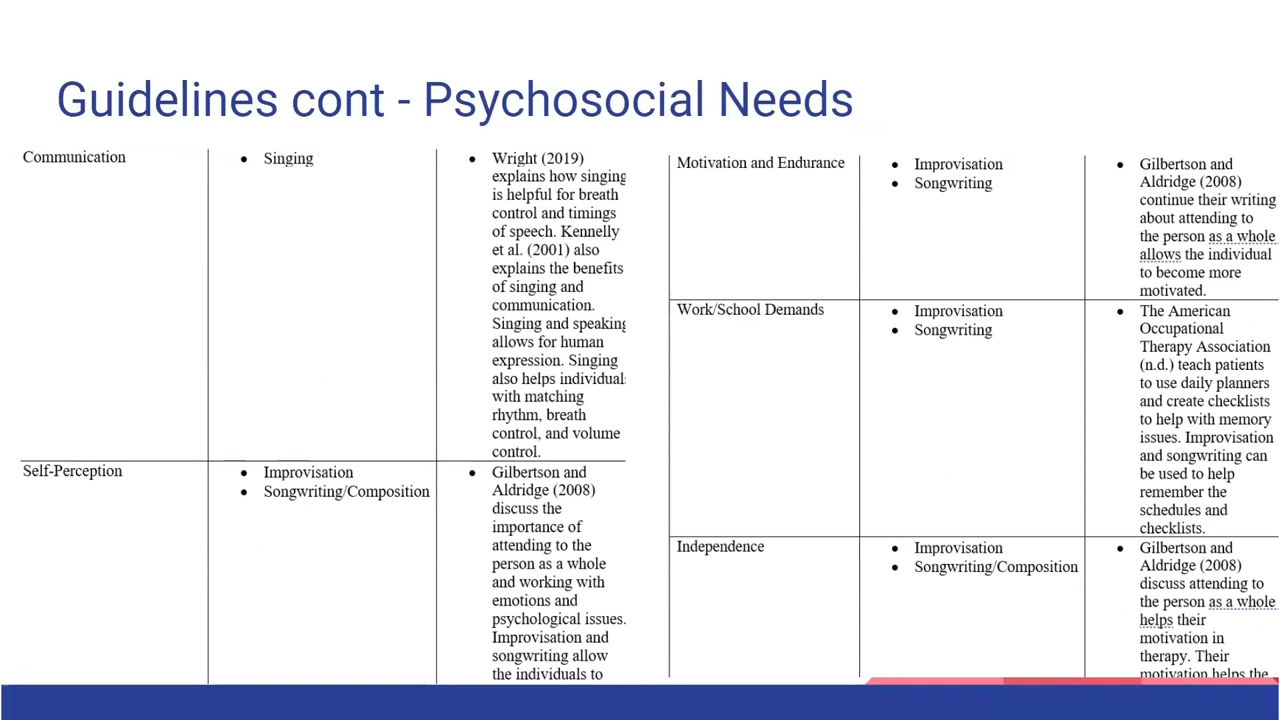 Guidelines cont - Psychosocial Needs
Communication
• Singing
• Wright (2019)
explains how singing
is helpful for breath
control and timings
of speech. Kennelly
et al. (2001) also
explains the benefits
of singing and
communication.
Singing and speaking
allows for human
expression. Singing
also helps individuals
with matching
rhythm, breath
control, and volume
control.
Self-Perception
• Improvisation
• Songwriting/Composition
• Gilbertson and
Aldridge (2008)
discuss the
importance of
attending to the
person as a whole
and working with
emotions and
psychological issues.
Improvisation and
songwriting allow
the individuals to
Motivation and Endurance
• Improvisation
• Songwriting
• Gilbertson and
Aldridge (2008)
continue their writing
about attending to
the person as a whole
allows the individual
to become more
motivated.
Work/School Demands
• Improvisation
• Songwriting
• The American
Occupational
Therapy Association
(n.d.) teach patients
to use daily planners
and create checklists
to help with memory
issues. Improvisation
and songwriting can
be used to help
remember the
schedules and
checklists.
Independence
• Improvisation
• Songwriting/Composition
• Gilbertson and
Aldridge (2008)
discuss attending to
the person as a whole
helps their
motivation in
therapy. Their
motivation helps the